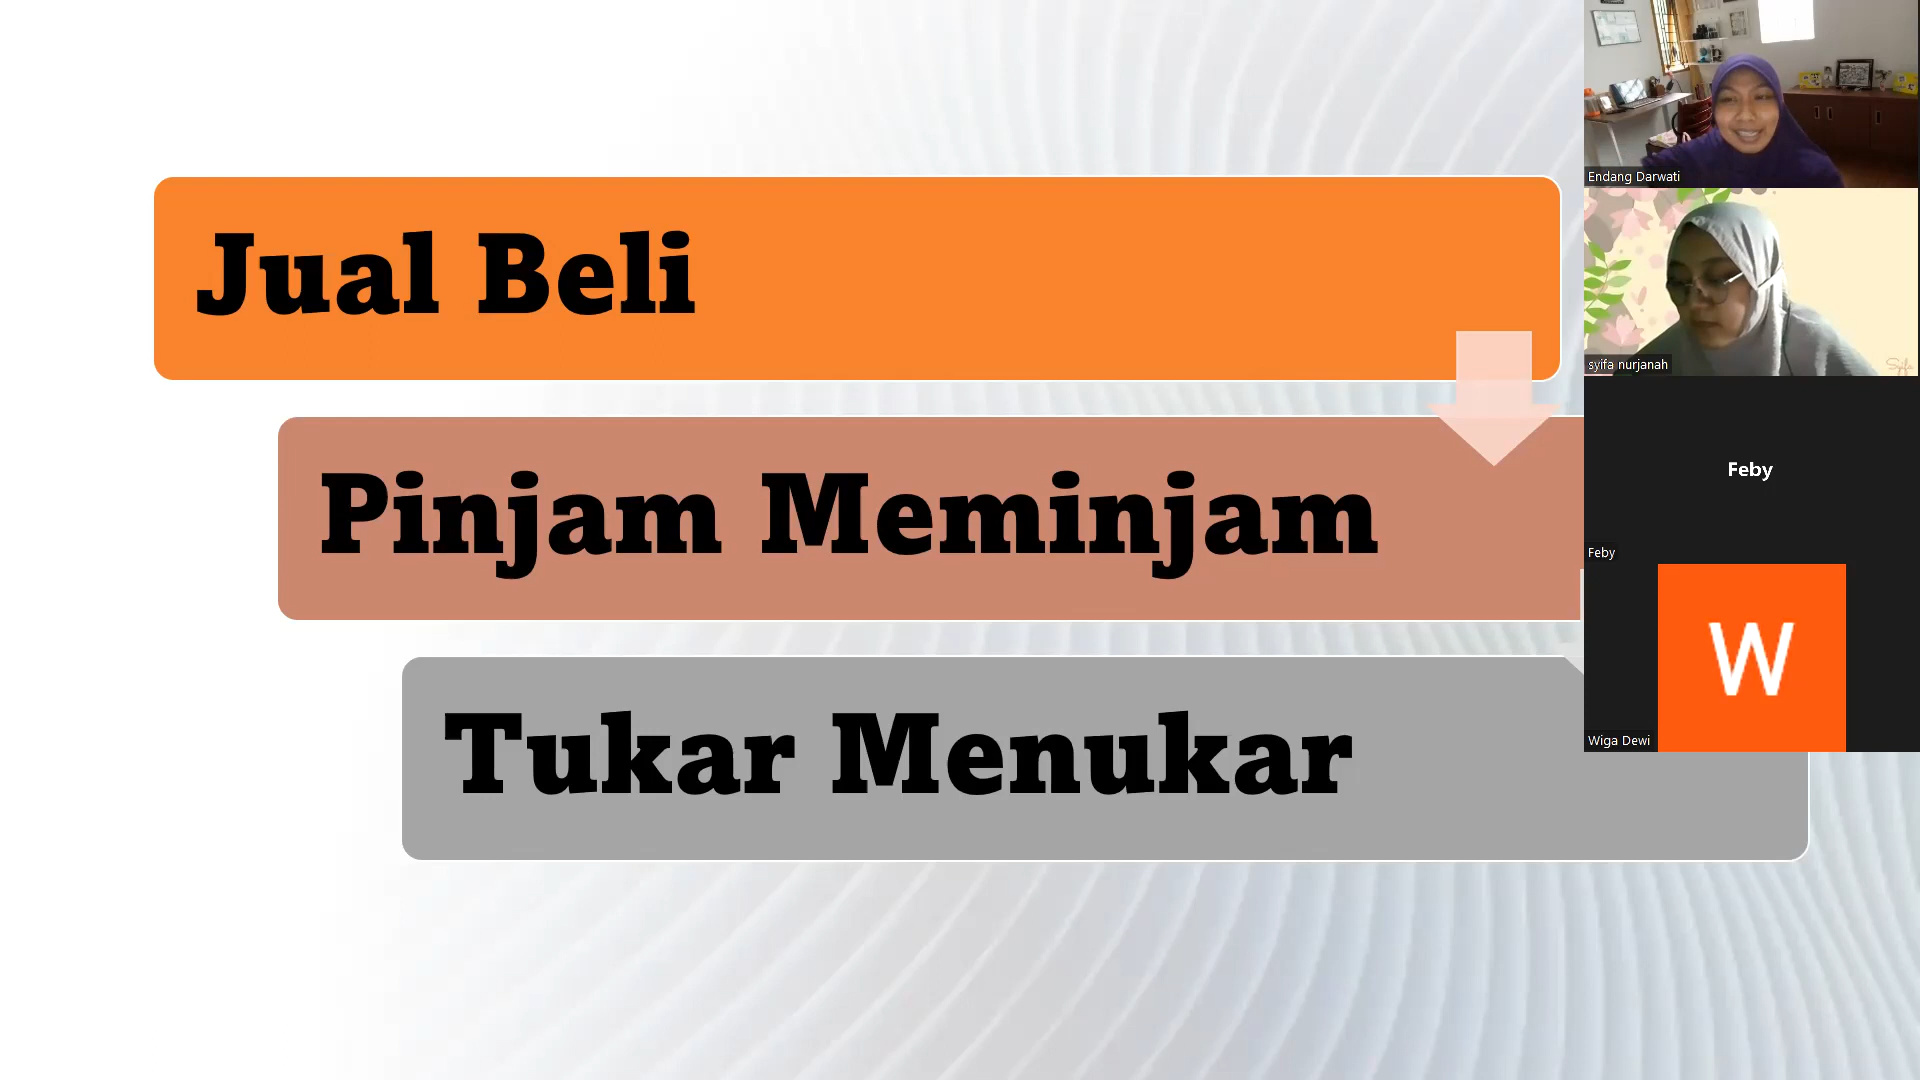 Jual Beli
Pinjam Meminjam
Tukar Menukar
Endang Darwati
syifa nurjanah
Feby
Feby
W
Wiga Dewi